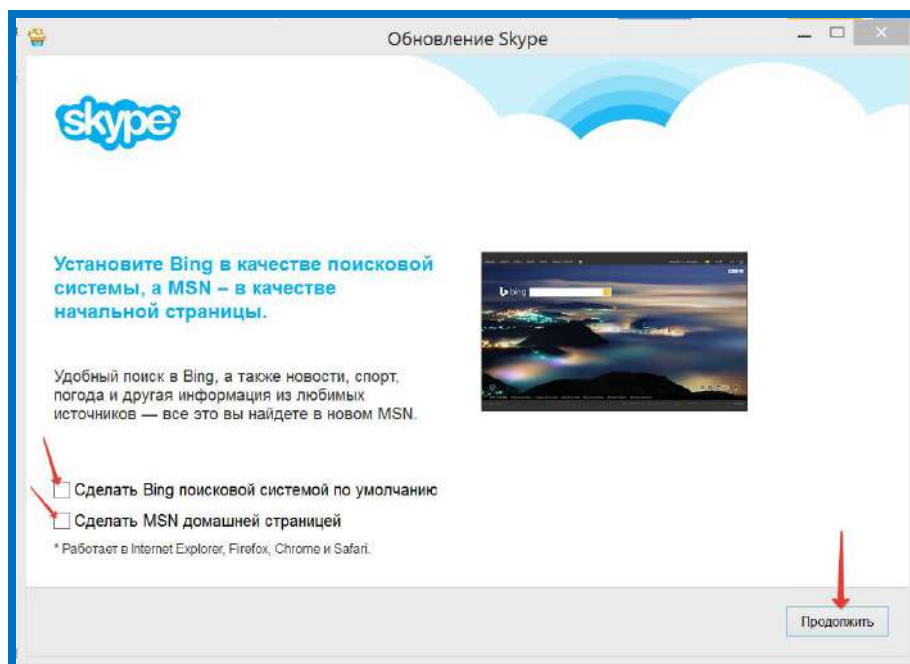 Обновление Skype
skype
Установите Bing в качестве поисковой
системы, а MSN – в качестве
начальной страницы.
bing
Удобный поиск в Bing, а также новости, спорт,
погода и другая информация из любимых
источников — все это вы найдете в новом MSN.
Сделать Bing поисковой системой по умолчанию
Сделать MSN домашней страницей
* Работает в Internet Explorer, Firefox, Chrome и Safari.
Продолжить